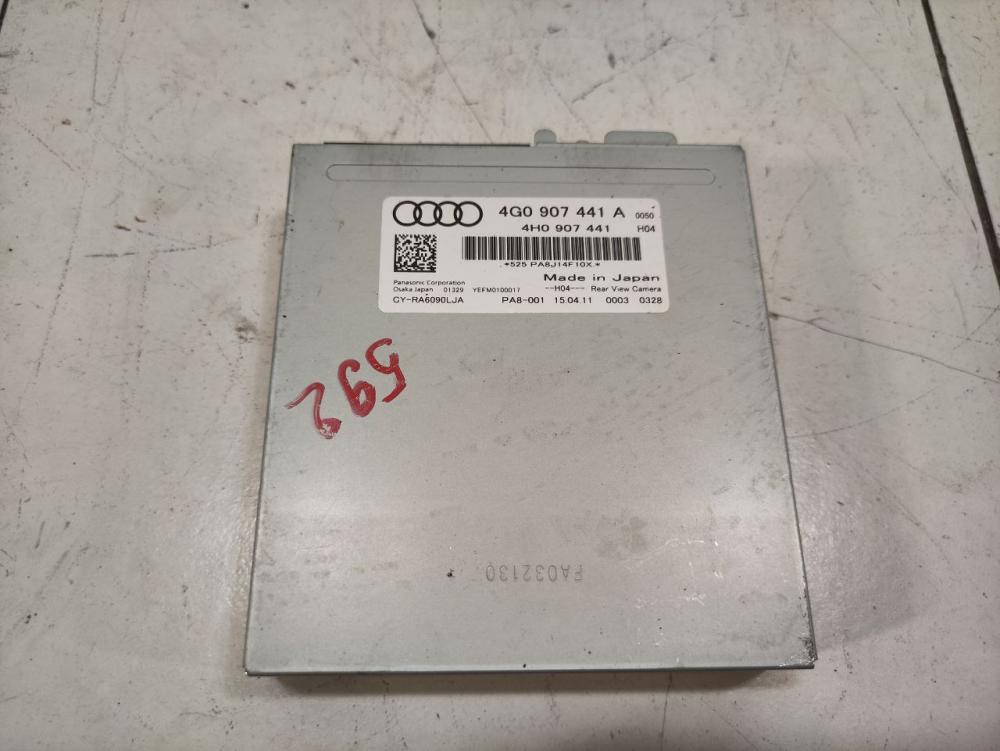 4G0 907 441 A 0050
4H0 907 441 H04
*525 PA8J14F10X.*
Made in Japan
Panasonic Corporation
Osaka Japan 01329 YEFM0100017 --H04-- Rear View Camera
CY-RA6090LJA PA8-001 15.04.11 0003 0328
592
FA032130